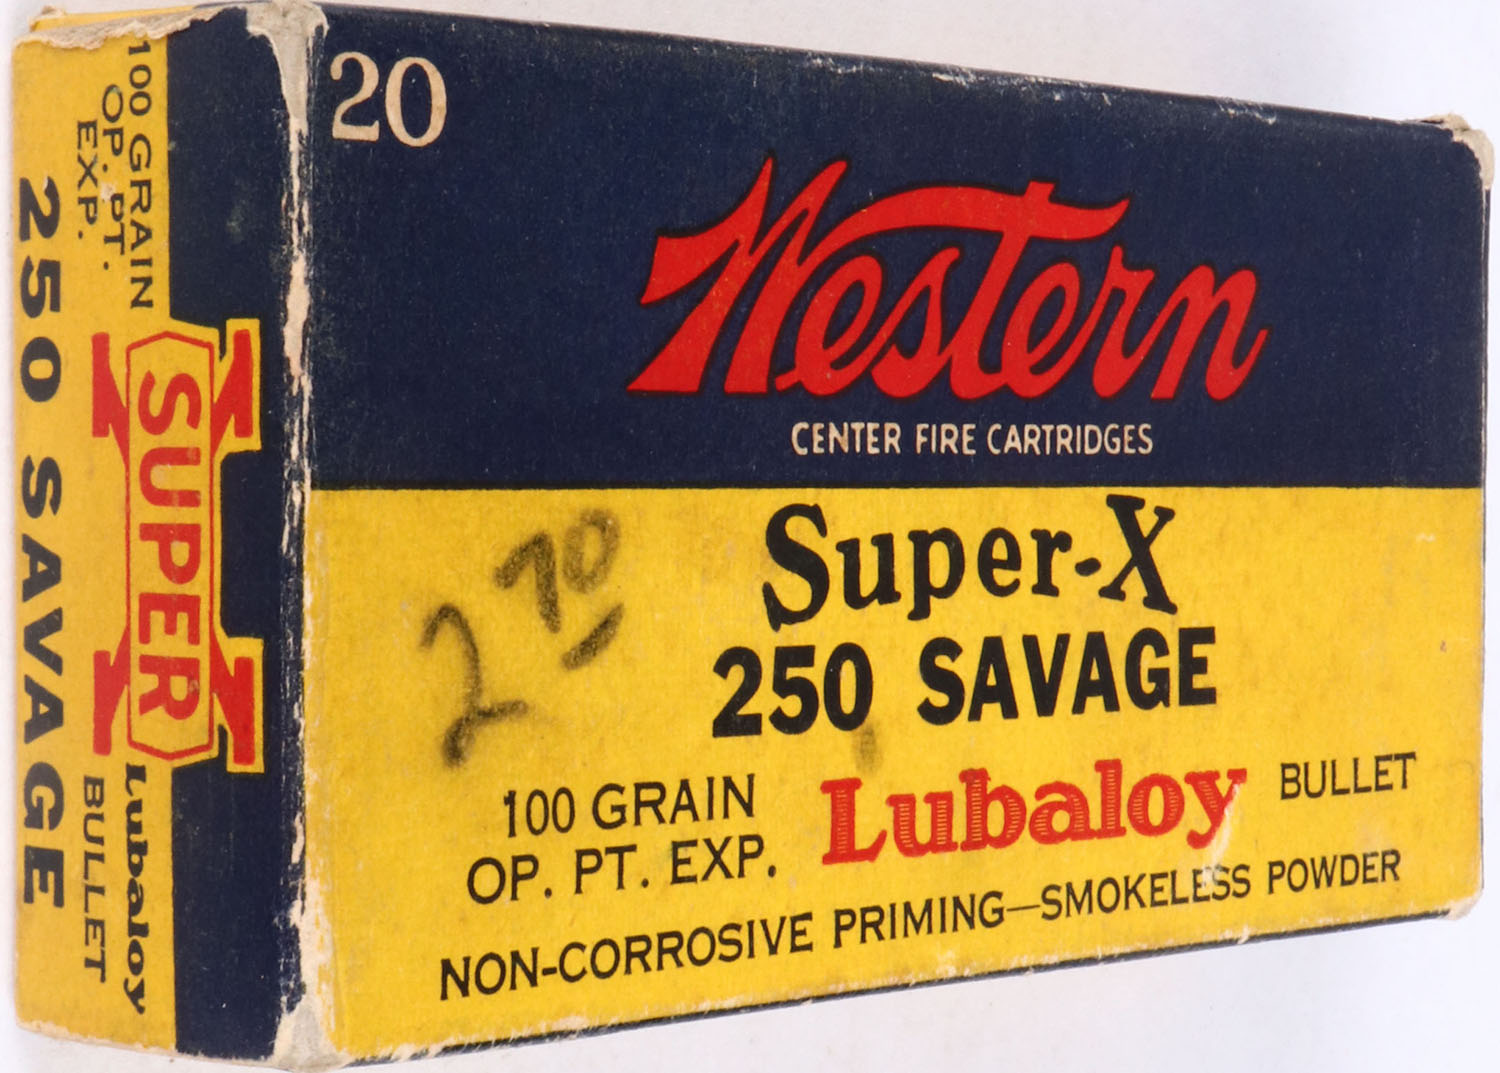 20
Western
CENTER FIRE CARTRIDGES
Super-X
250 SAVAGE
2 70
100 GRAIN
OP. PT. EXP.
Lubaloy BULLET
NON-CORROSIVE PRIMING—SMOKELESS POWDER
100 GRAIN
OP. PT.
EXP.
SUPER X
Lubaloy
BULLET
250 SAVAGE